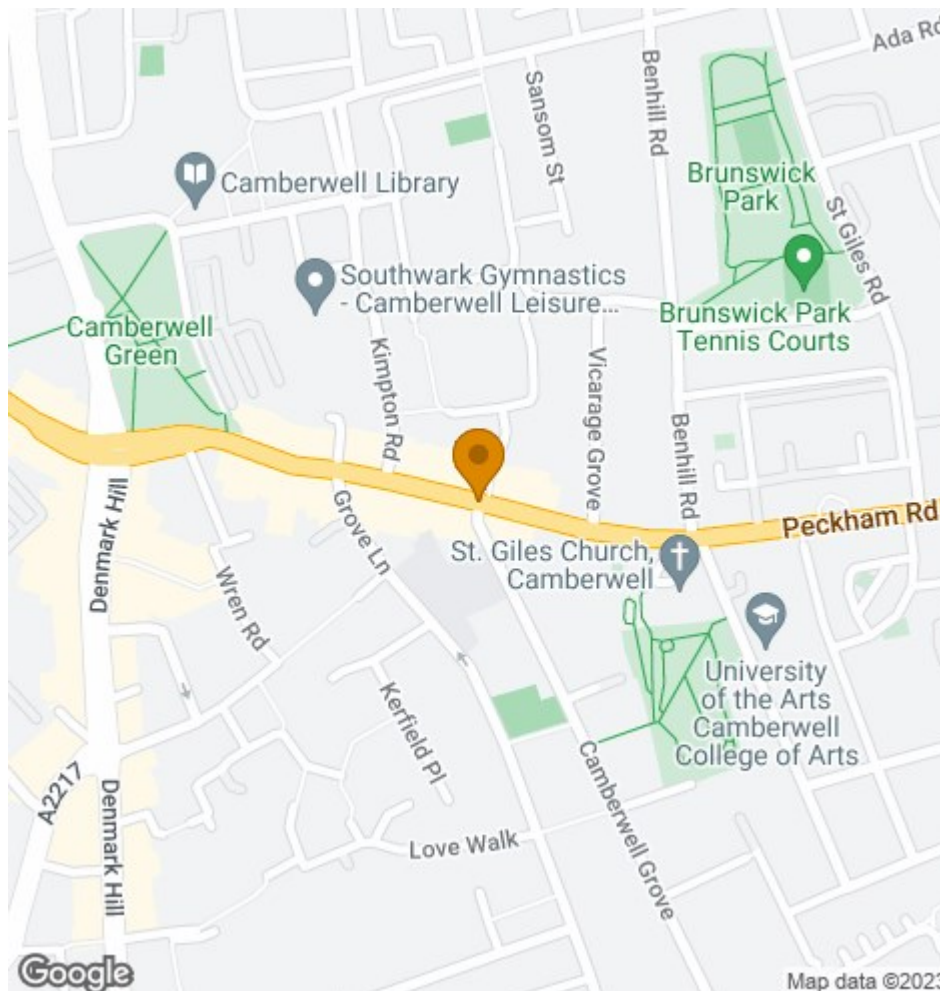 Ada Rd
Sansom St
Benhill Rd
Camberwell Library
Brunswick
Park
St Giles Rd
Southwark Gymnastics
- Camberwell Leisure...
Brunswick Park
Tennis Courts
Camberwell
Green
Kimpton Rd
Vicarage Grove
Benhill Rd
Denmark Hill
Grove Ln
Peckham Rd
St. Giles Church,
Camberwell
Wren Rd
University
of the Arts
Camberwell
College of Arts
Kerfield Pl
A2217
Denmark Hill
Camberwell Grove
Love Walk
Google
Map data ©2023